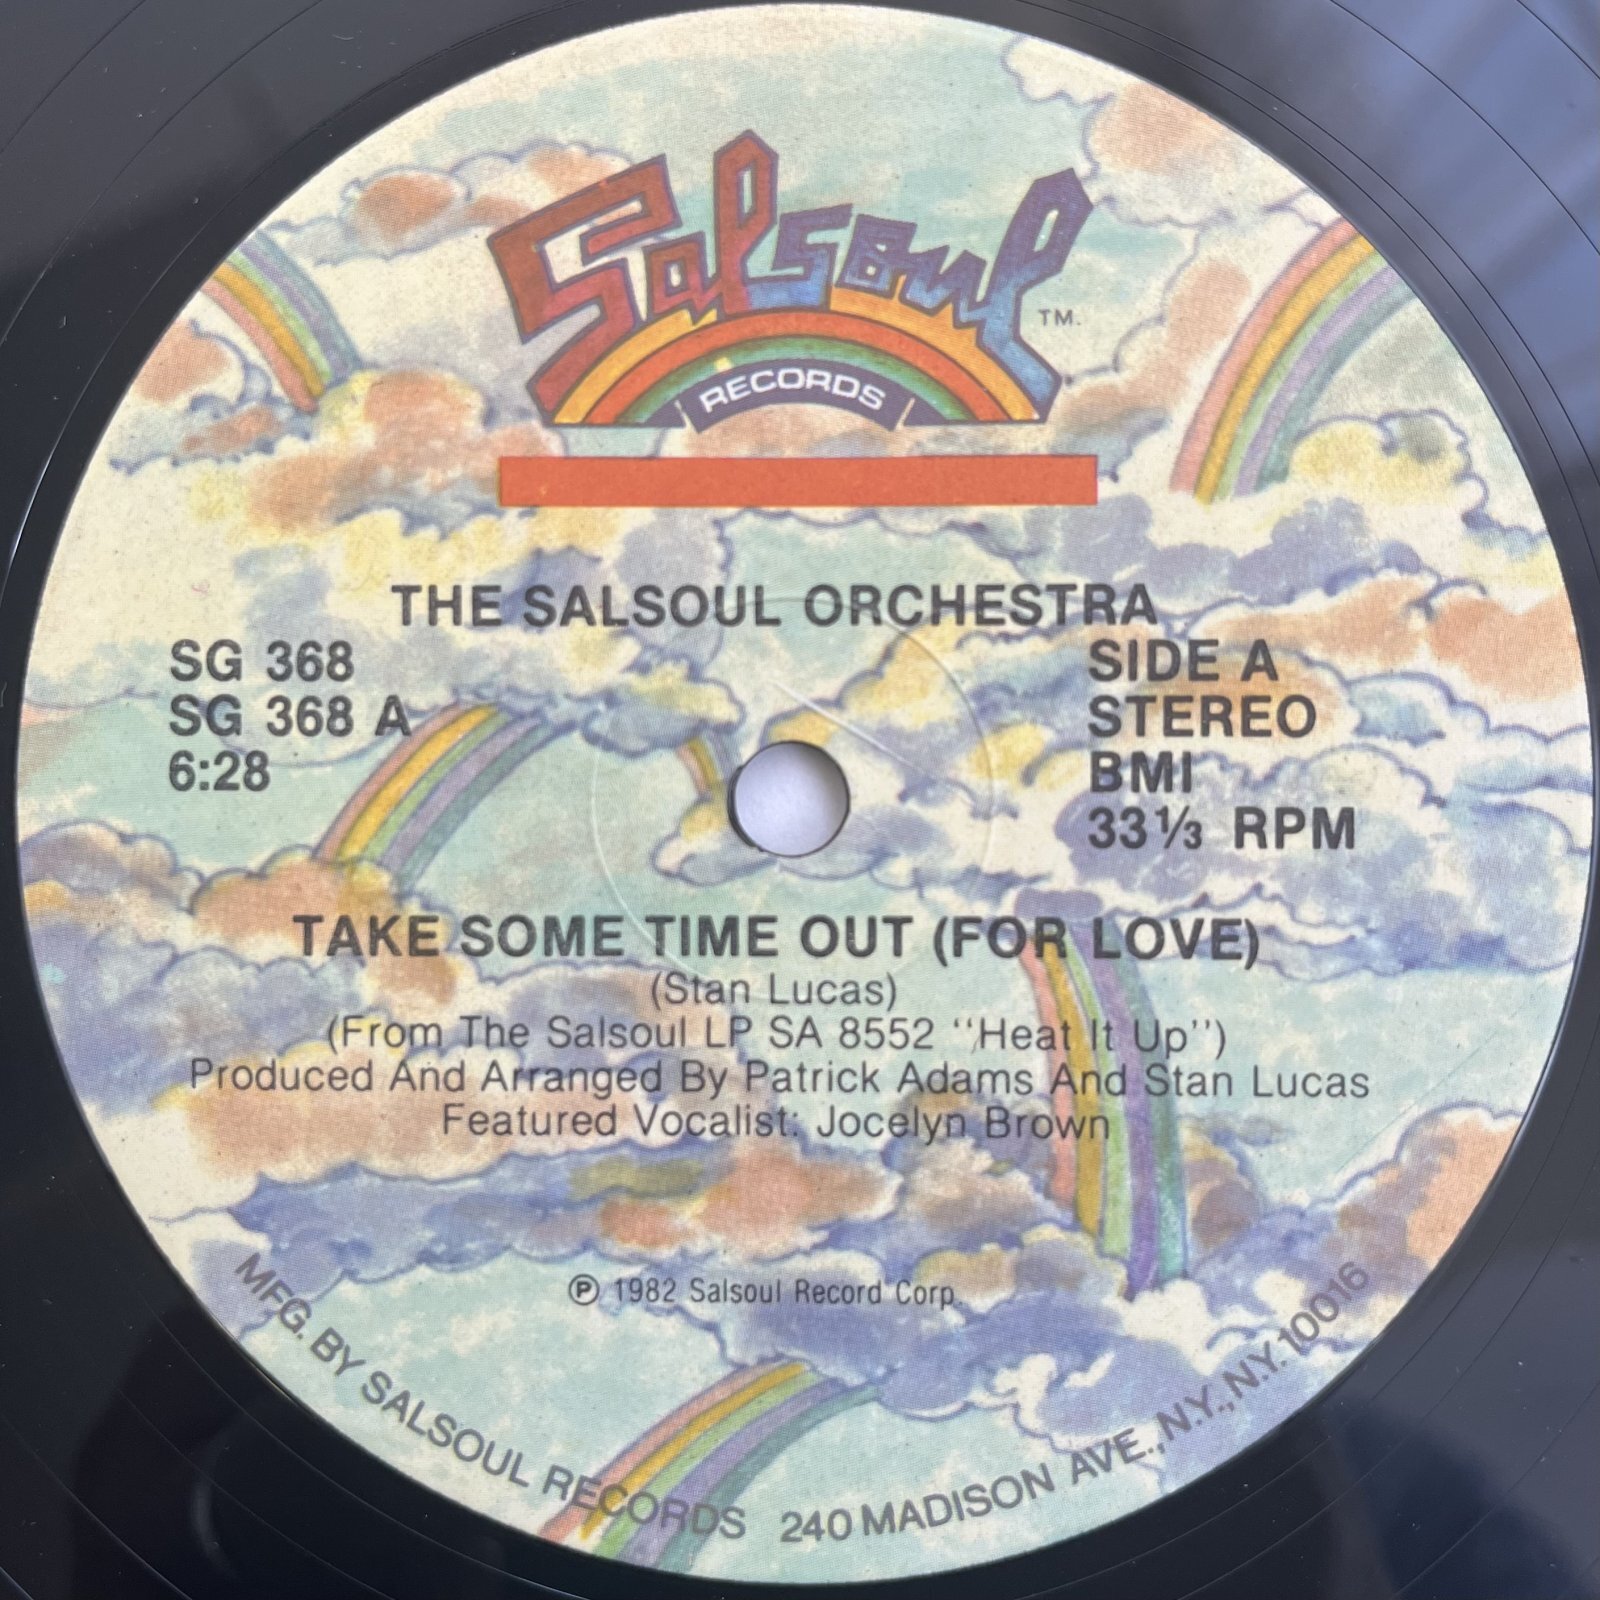 Salsoul
TM.
RECORDS
THE SALSOUL ORCHESTRA
SG 368
SG 368 A
6:28
SIDE A
STEREO
BMI
33⅓ RPM
TAKE SOME TIME OUT (FOR LOVE)
(Stan Lucas)
(From The Salsoul LP SA 8552 "Heat It Up")
Produced And Arranged By Patrick Adams And Stan Lucas
Featured Vocalist: Jocelyn Brown
℗ 1982 Salsoul Record Corp.
MFG. BY SALSOUL RECORDS 240 MADISON AVE., N.Y., N.Y. 10016